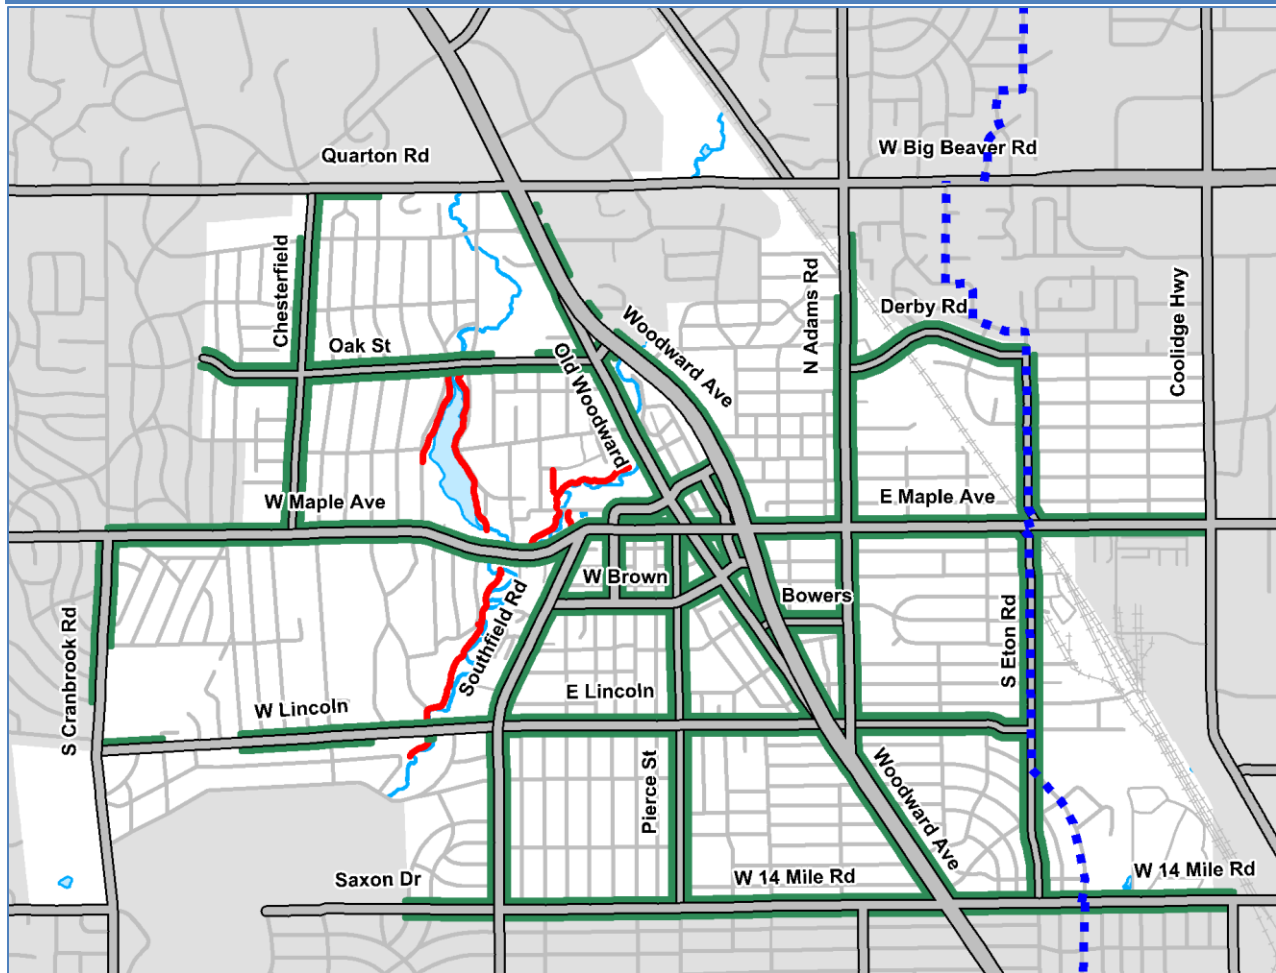 Quarton Rd
W Big Beaver Rd
Chesterfield
N Adams Rd
Coolidge Hwy
Derby Rd
Woodward Ave
Oak St
Old Woodward
W Maple Ave
E Maple Ave
W Brown
Bowers
S Cranbrook Rd
Southfield Rd
S Eton Rd
E Lincoln
W Lincoln
Pierce St
Woodward Ave
Saxon Dr
W 14 Mile Rd
W 14 Mile Rd